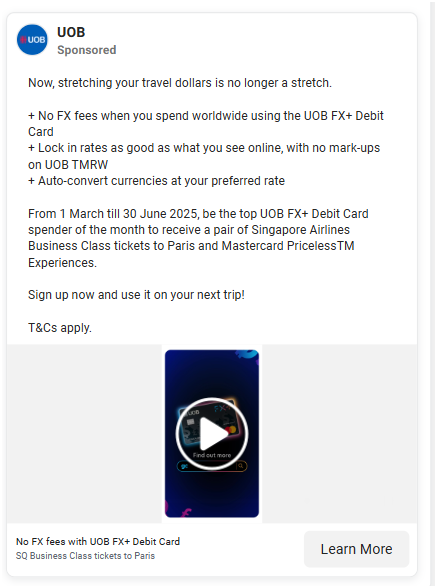 UOB
UOB
Sponsored
Now, stretching your travel dollars is no longer a stretch.
+ No FX fees when you spend worldwide using the UOB FX+ Debit
Card
+ Lock in rates as good as what you see online, with no mark-ups
on UOB TMRW
+ Auto-convert currencies at your preferred rate
From 1 March till 30 June 2025, be the top UOB FX+ Debit Card
spender of the month to receive a pair of Singapore Airlines
Business Class tickets to Paris and Mastercard PricelessTM
Experiences.
Sign up now and use it on your next trip!
T&Cs apply.
UOB
FX
Find out more
No FX fees with UOB FX+ Debit Card
SQ Business Class tickets to Paris
Learn More